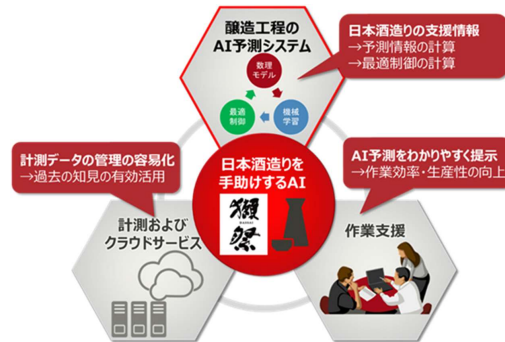 醸造工程の
AI予測システム
数理
モデル
最適
制御
機械
学習
日本酒造りの支援情報
→予測情報の計算
→最適制御の計算
計測データの管理の容易化
→過去の知見の有効活用
AI予測をわかりやすく提示
→作業効率・生産性の向上
日本酒造りを
手助けするAI
獺祭
計測および
クラウドサービス
作業支援